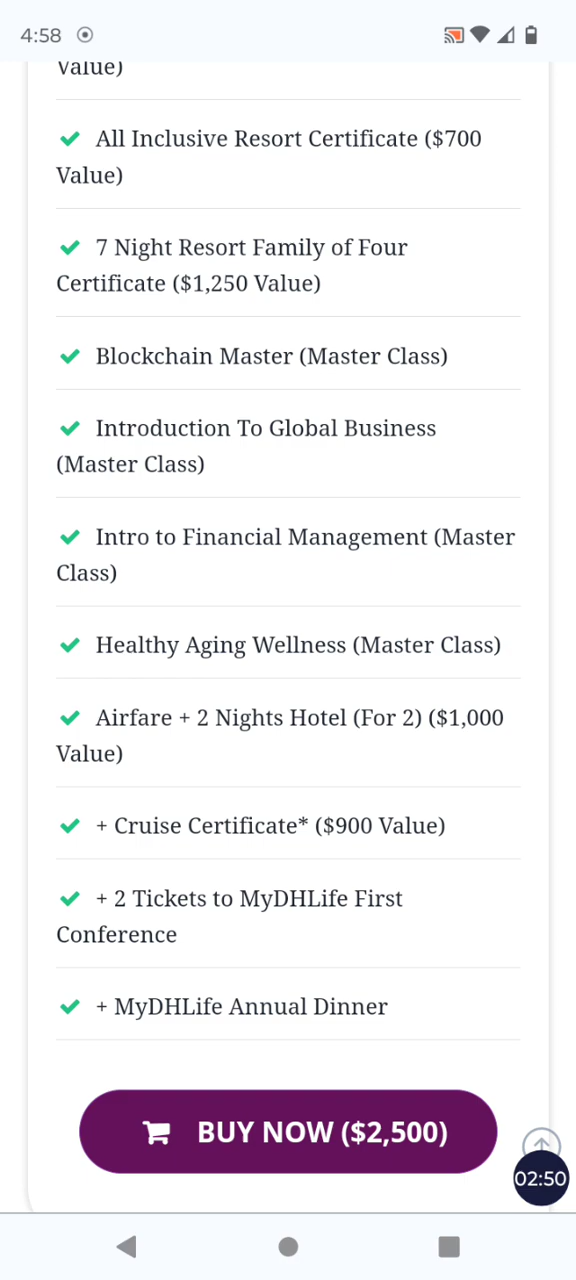 4:58
Value)
All Inclusive Resort Certificate ($700
Value)
7 Night Resort Family of Four
Certificate ($1,250 Value)
Blockchain Master (Master Class)
Introduction To Global Business
(Master Class)
Intro to Financial Management (Master
Class)
Healthy Aging Wellness (Master Class)
Airfare + 2 Nights Hotel (For 2) ($1,000
Value)
+ Cruise Certificate* ($900 Value)
+ 2 Tickets to MyDHLife First
Conference
+ MyDHLife Annual Dinner
BUY NOW ($2,500)
02:50